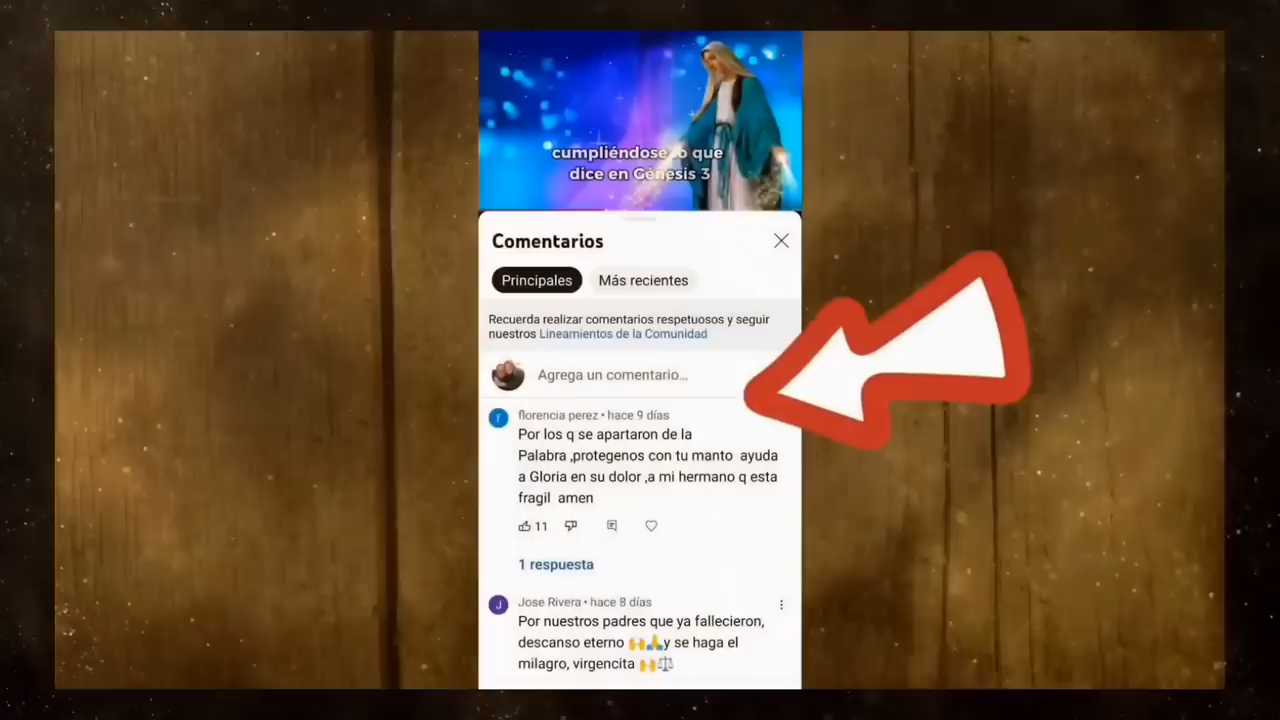 cumpliéndose lo que
dice en Génesis 3
Comentarios
Principales
Más recientes
Recuerda realizar comentarios respetuosos y seguir
nuestros Lineamientos de la Comunidad
Agrega un comentario...
f
florencia perez • hace 9 días
Por los q se apartaron de la
Palabra ,protegenos con tu manto ayuda
a Gloria en su dolor ,a mi hermano q esta
fragil amen
11
1 respuesta
J
Jose Rivera • hace 8 días
Por nuestros padres que ya fallecieron,
descanso eterno 🙌🙏y se haga el
milagro, virgencita 🙌⚖️